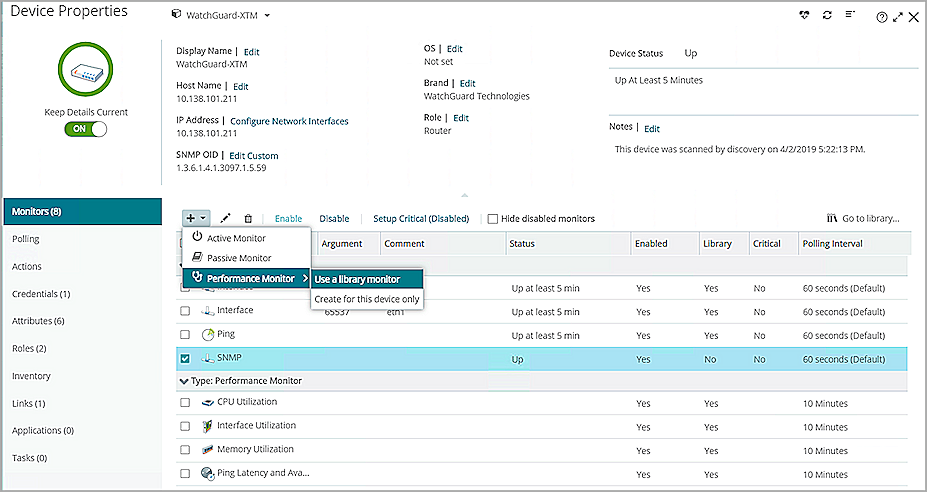 Device Properties
WatchGuard-XTM
Keep Details Current
ON
Display Name | Edit
WatchGuard-XTM
Host Name | Edit
10.138.101.211
IP Address | Configure Network Interfaces
10.138.101.211
SNMP OID | Edit Custom
1.3.6.1.4.1.3097.1.5.59
OS | Edit
Not set
Brand | Edit
WatchGuard Technologies
Role | Edit
Router
Device Status Up
Up At Least 5 Minutes
Notes | Edit
This device was scanned by discovery on 4/2/2019 5:22:13 PM.
Monitors (8)
Polling
Actions
Credentials (1)
Attributes (6)
Roles (2)
Inventory
Links (1)
Applications (0)
Tasks (0)
Enable Disable Setup Critical (Disabled) Hide disabled monitors Go to library...
Active Monitor
Passive Monitor
Performance Monitor
Use a library monitor
Create for this device only
Argument Comment Status Enabled Library Critical Polling Interval
Interface Up at least 5 min Yes Yes No 60 seconds (Default)
Interface 65537 eth1 Up at least 5 min Yes Yes No 60 seconds (Default)
Ping Up at least 5 min Yes Yes No 60 seconds (Default)
SNMP Up Yes No No 60 seconds (Default)
Type: Performance Monitor
CPU Utilization Yes Yes 10 Minutes
Interface Utilization Yes Yes 10 Minutes
Memory Utilization Yes Yes 10 Minutes
Ping Latency and Ava... Yes Yes 10 Minutes